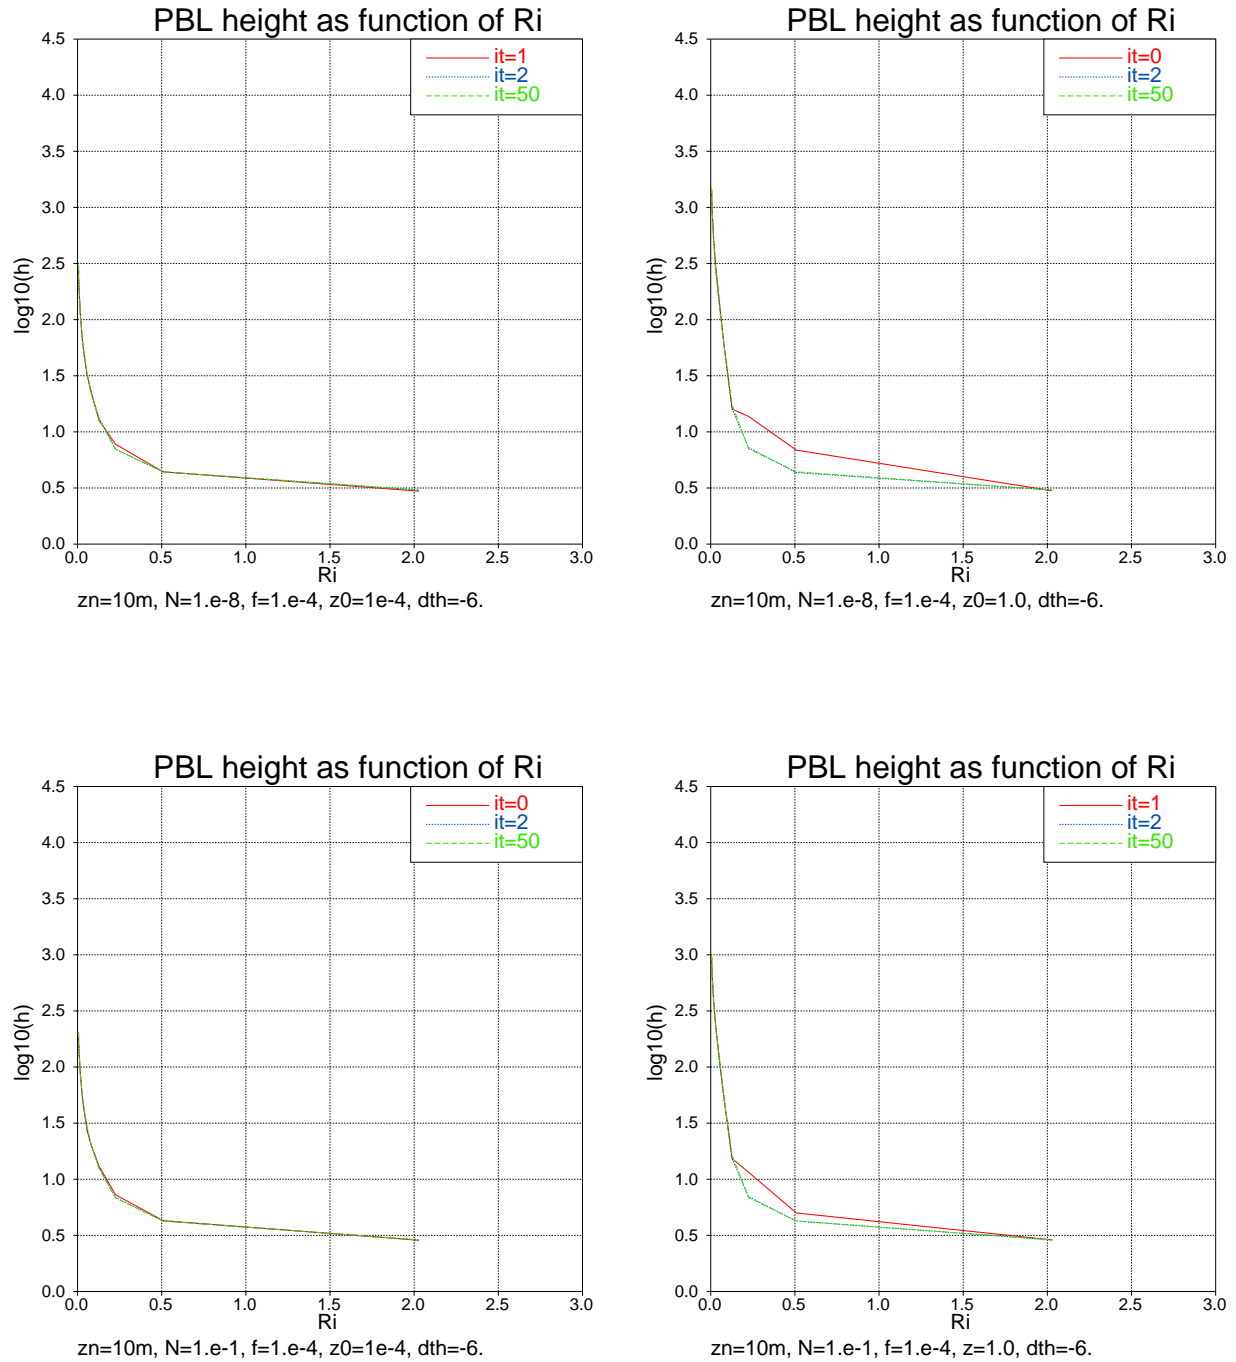 PBL height as function of Ri
4.5
4.0
3.5
3.0
2.5
2.0
1.5
1.0
0.5
0.0
log10(h)
it=1
it=2
it=50
0.0 0.5 1.0 1.5 2.0 2.5 3.0
Ri
zn=10m, N=1.e-8, f=1.e-4, z0=1e-4, dth=-6.
PBL height as function of Ri
4.5
4.0
3.5
3.0
2.5
2.0
1.5
1.0
0.5
0.0
log10(h)
it=0
it=2
it=50
0.0 0.5 1.0 1.5 2.0 2.5 3.0
Ri
zn=10m, N=1.e-8, f=1.e-4, z0=1.0, dth=-6.
PBL height as function of Ri
4.5
4.0
3.5
3.0
2.5
2.0
1.5
1.0
0.5
0.0
log10(h)
it=0
it=2
it=50
0.0 0.5 1.0 1.5 2.0 2.5 3.0
Ri
zn=10m, N=1.e-1, f=1.e-4, z0=1e-4, dth=-6.
PBL height as function of Ri
4.5
4.0
3.5
3.0
2.5
2.0
1.5
1.0
0.5
0.0
log10(h)
it=1
it=2
it=50
0.0 0.5 1.0 1.5 2.0 2.5 3.0
Ri
zn=10m, N=1.e-1, f=1.e-4, z=1.0, dth=-6.